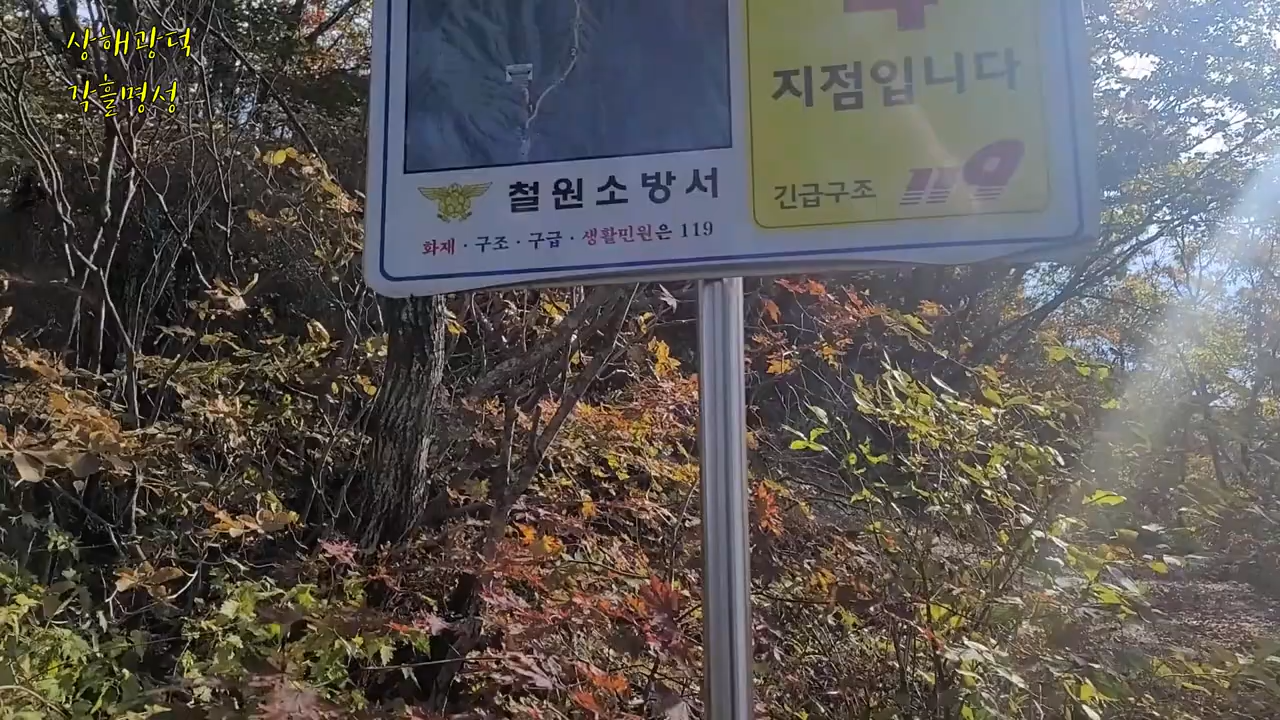 상해광덕
각흘명성
지점입니다
긴급구조 119
철원소방서
화재 · 구조 · 구급 · 생활민원은 119